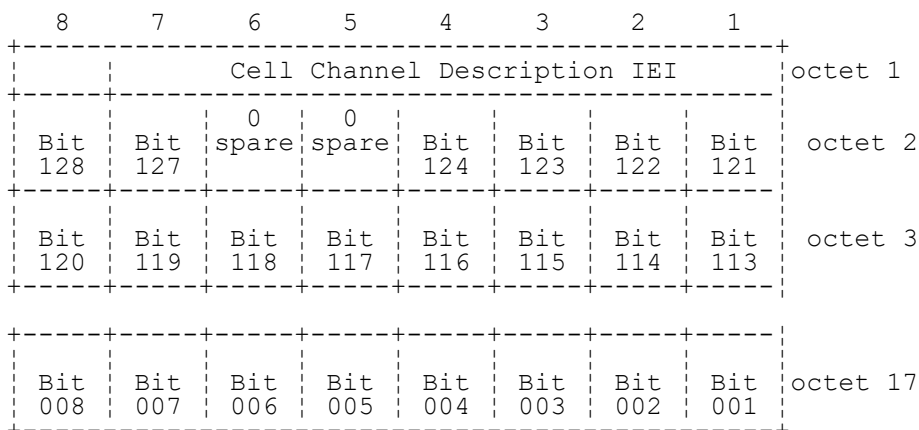 8 7 6 5 4 3 2 1
Cell Channel Description IEI octet 1
0 0
Bit Bit spare spare Bit Bit Bit Bit octet 2
128 127 124 123 122 121
Bit Bit Bit Bit Bit Bit Bit Bit octet 3
120 119 118 117 116 115 114 113
Bit Bit Bit Bit Bit Bit Bit Bit octet 17
008 007 006 005 004 003 002 001